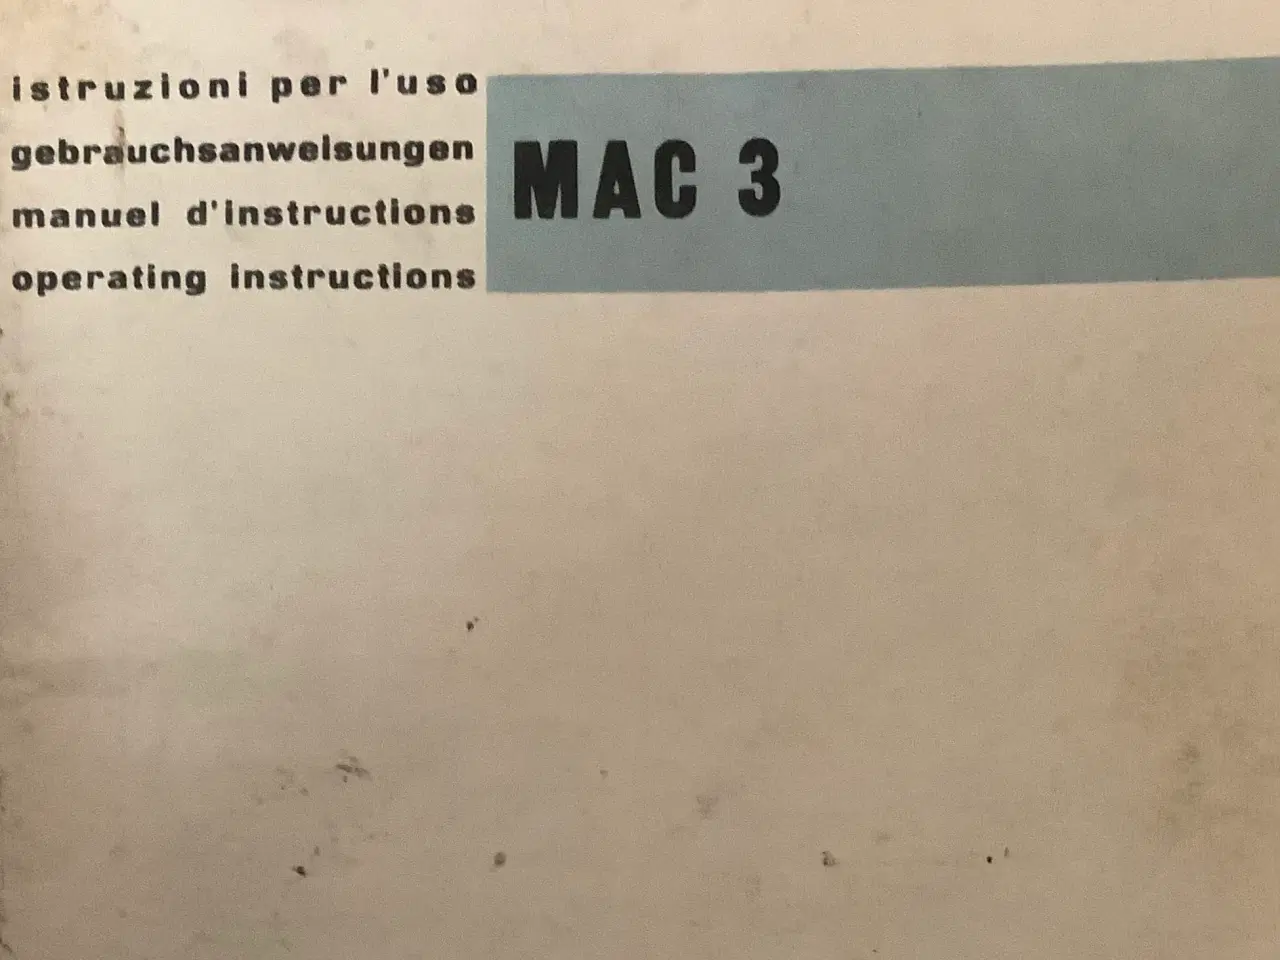 istruzioni per l'uso
gebrauchsanweisungen
manuel d'instructions
operating instructions
MAC 3